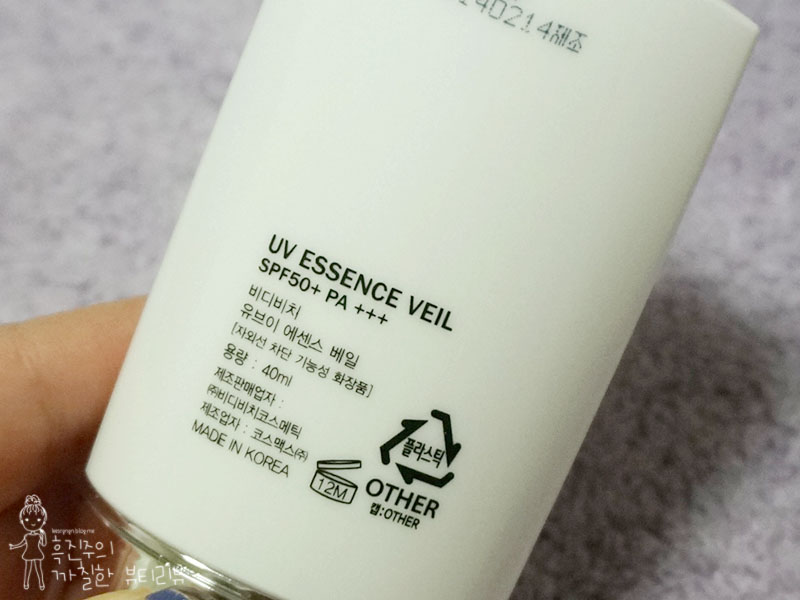 140214제조
UV ESSENCE VEIL
SPF50+ PA +++
비디비치
유브이 에센스 베일
[자외선 차단 기능성 화장품]
용량 : 40ml
제조판매업자 :
㈜비디비치코스메틱
제조업자 : 코스맥스㈜
MADE IN KOREA
12M
플라스틱
OTHER
캡:OTHER
흑진주의
까칠한 뷰티리뷰